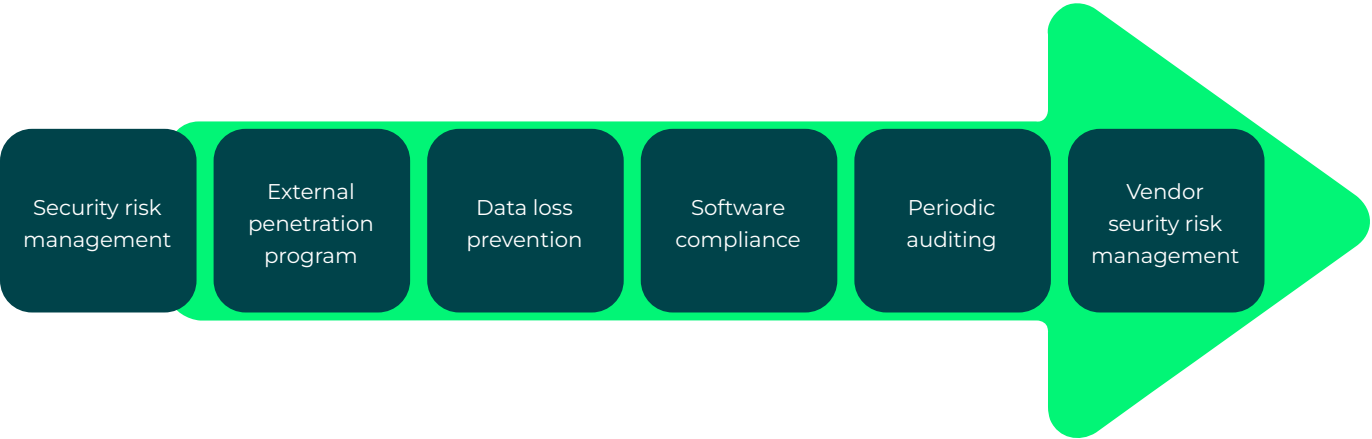 Security risk
management
External
penetration
program
Data loss
prevention
Software
compliance
Periodic
auditing
Vendor
seurity risk
management